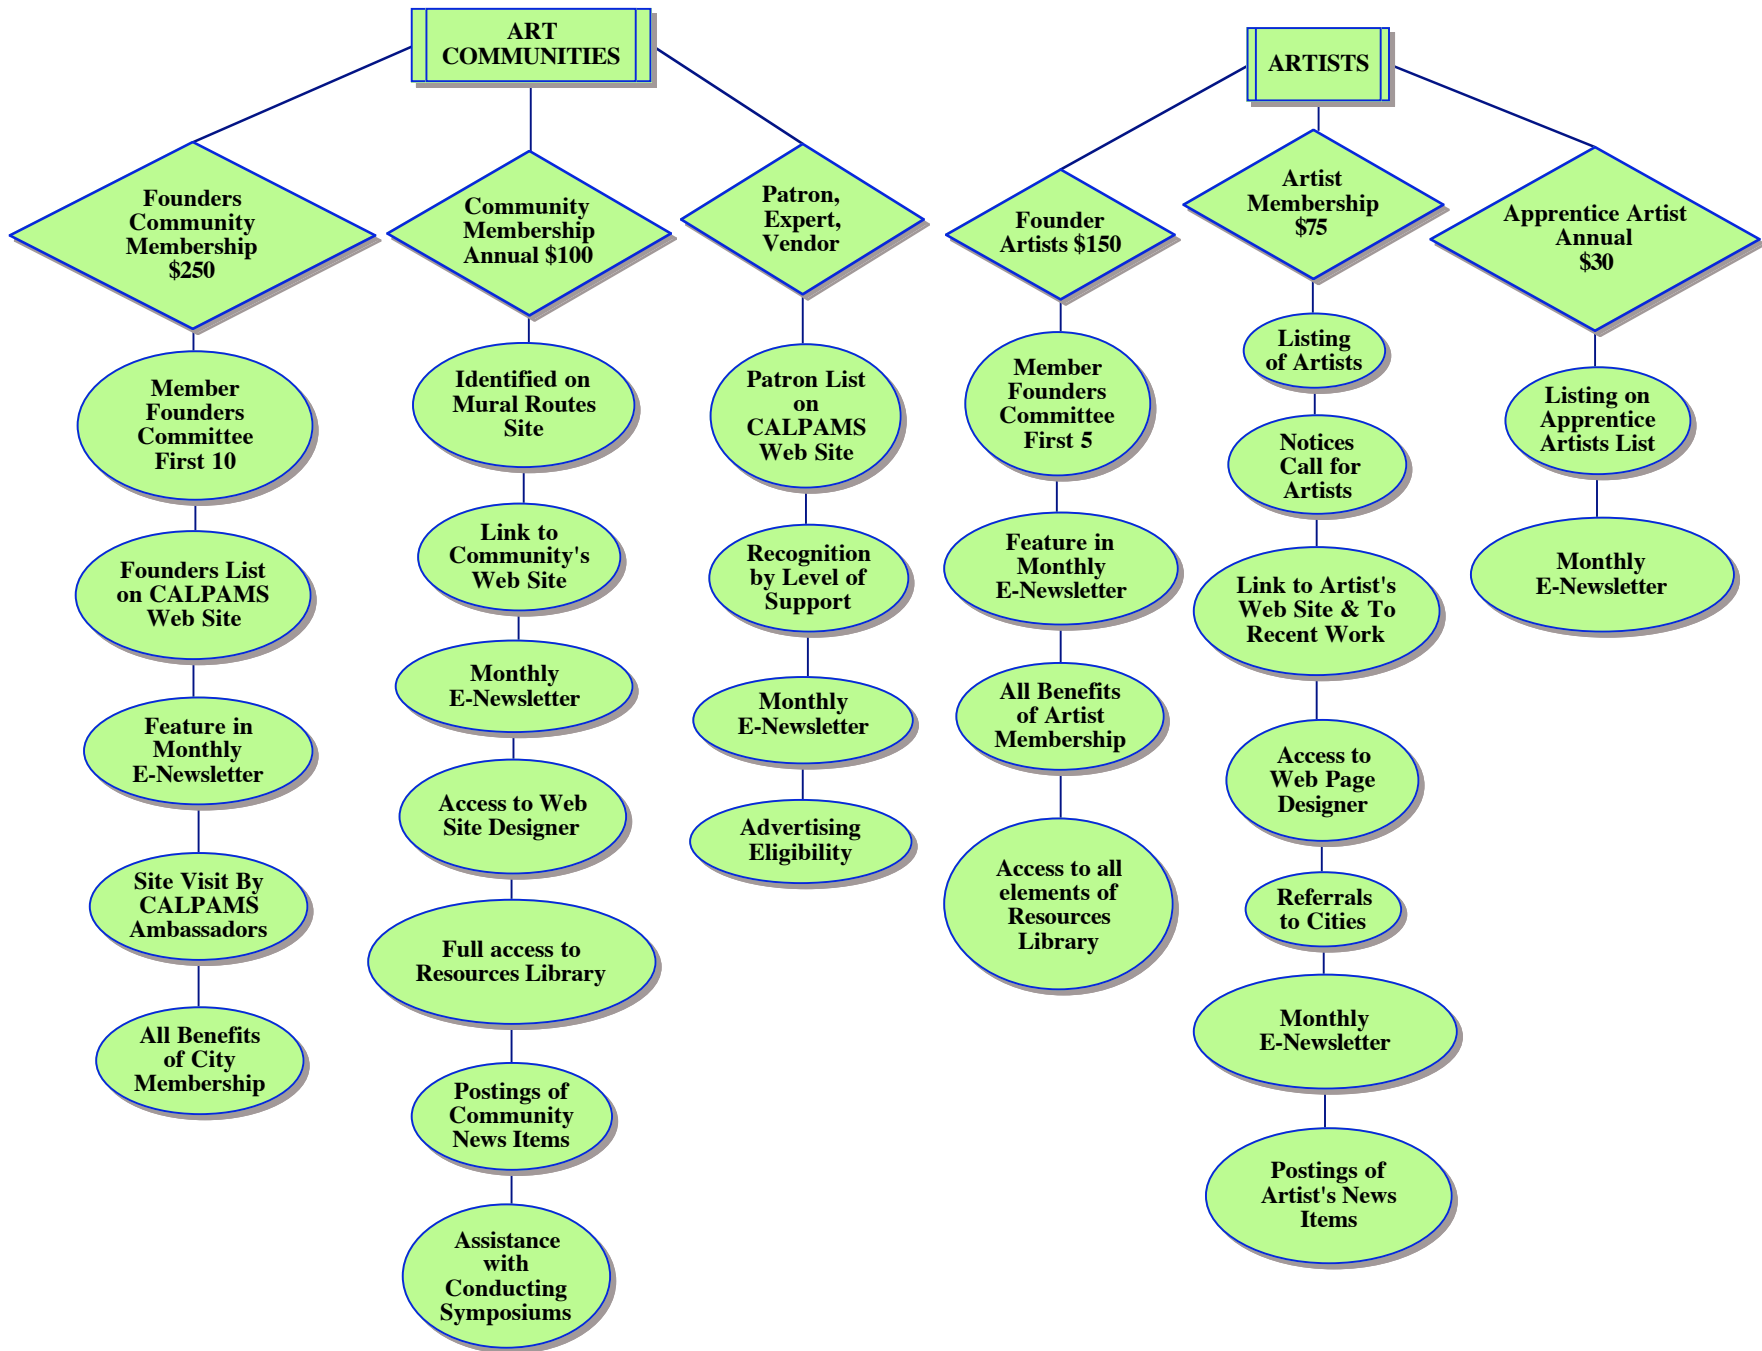 ART
COMMUNITIES
Founders
Community
Membership
$250
Member
Founders
Committee
First 10
Founders List
on CALPAMS
Web Site
Feature in
Monthly
E-Newsletter
Site Visit By
CALPAMS
Ambassadors
All Benefits
of City
Membership
Community
Membership
Annual $100
Identified on
Mural Routes
Site
Link to
Community's
Web Site
Monthly
E-Newsletter
Access to Web
Site Designer
Full access to
Resources Library
Postings of
Community
News Items
Assistance
with
Conducting
Symposiums
Patron,
Expert,
Vendor
Patron List
on
CALPAMS
Web Site
Recognition
by Level of
Support
Monthly
E-Newsletter
Advertising
Eligibility
ARTISTS
Founder
Artists $150
Member
Founders
Committee
First 5
Feature in
Monthly
E-Newsletter
All Benefits
of Artist
Membership
Access to all
elements of
Resources
Library
Artist
Membership
$75
Listing
of Artists
Notices
Call for
Artists
Link to Artist's
Web Site & To
Recent Work
Access to
Web Page
Designer
Referrals
to Cities
Monthly
E-Newsletter
Postings of
Artist's News
Items
Apprentice Artist
Annual
$30
Listing on
Apprentice
Artists List
Monthly
E-Newsletter